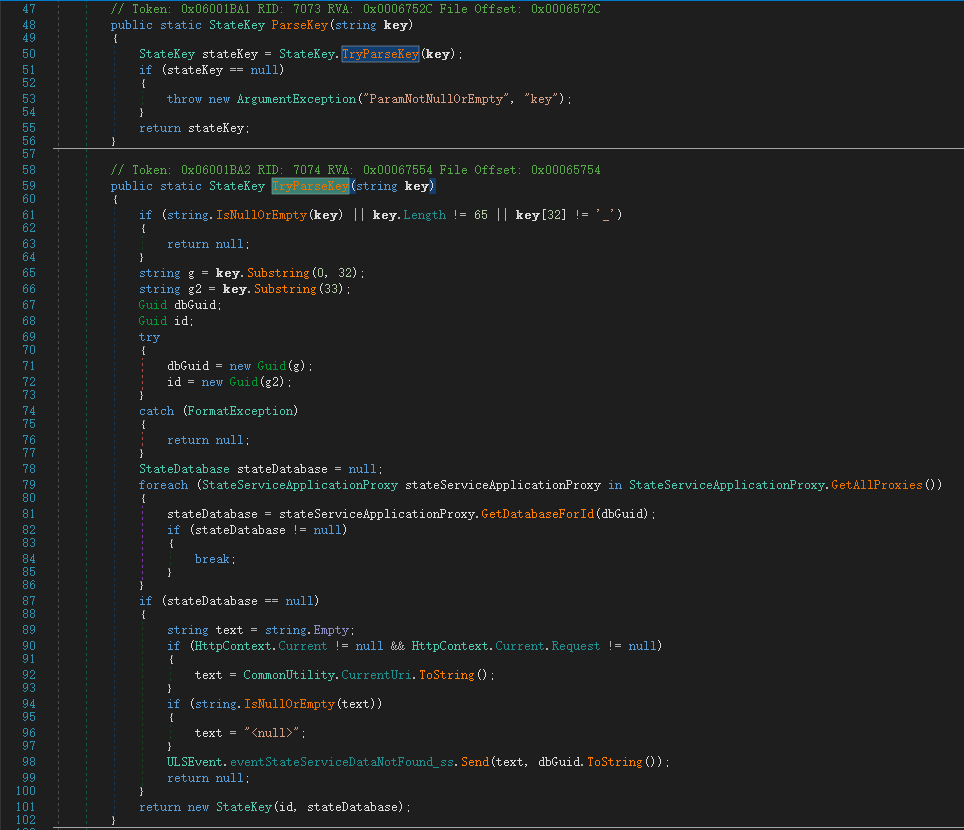 47 // Token: 0x06001BA1 RID: 7073 RVA: 0x0006752C File Offset: 0x0006572C
48 public static StateKey ParseKey(string key)
49 {
50 StateKey stateKey = StateKey.TryParseKey(key);
51 if (stateKey == null)
52 {
53 throw new ArgumentException("ParamNotNullOrEmpty", "key");
54 }
55 return stateKey;
56 }
57
58 // Token: 0x06001BA2 RID: 7074 RVA: 0x00067554 File Offset: 0x00065754
59 public static StateKey TryParseKey(string key)
60 {
61 if (string.IsNullOrEmpty(key) || key.Length != 65 || key[32] != '_')
62 {
63 return null;
64 }
65 string g = key.Substring(0, 32);
66 string g2 = key.Substring(33);
67 Guid dbGuid;
68 Guid id;
69 try
70 {
71 dbGuid = new Guid(g);
72 id = new Guid(g2);
73 }
74 catch (FormatException)
75 {
76 return null;
77 }
78 StateDatabase stateDatabase = null;
79 foreach (StateServiceApplicationProxy stateServiceApplicationProxy in StateServiceApplicationProxy.GetAllProxies())
80 {
81 stateDatabase = stateServiceApplicationProxy.GetDatabaseForId(dbGuid);
82 if (stateDatabase != null)
83 {
84 break;
85 }
86 }
87 if (stateDatabase == null)
88 {
89 string text = string.Empty;
90 if (HttpContext.Current != null && HttpContext.Current.Request != null)
91 {
92 text = CommonUtility.CurrentUri.ToString();
93 }
94 if (string.IsNullOrEmpty(text))
95 {
96 text = "<null>";
97 }
98 ULSEvent.eventStateServiceDataNotFound_ss.Send(text, dbGuid.ToString());
99 return null;
100 }
101 return new StateKey(id, stateDatabase);
102 }